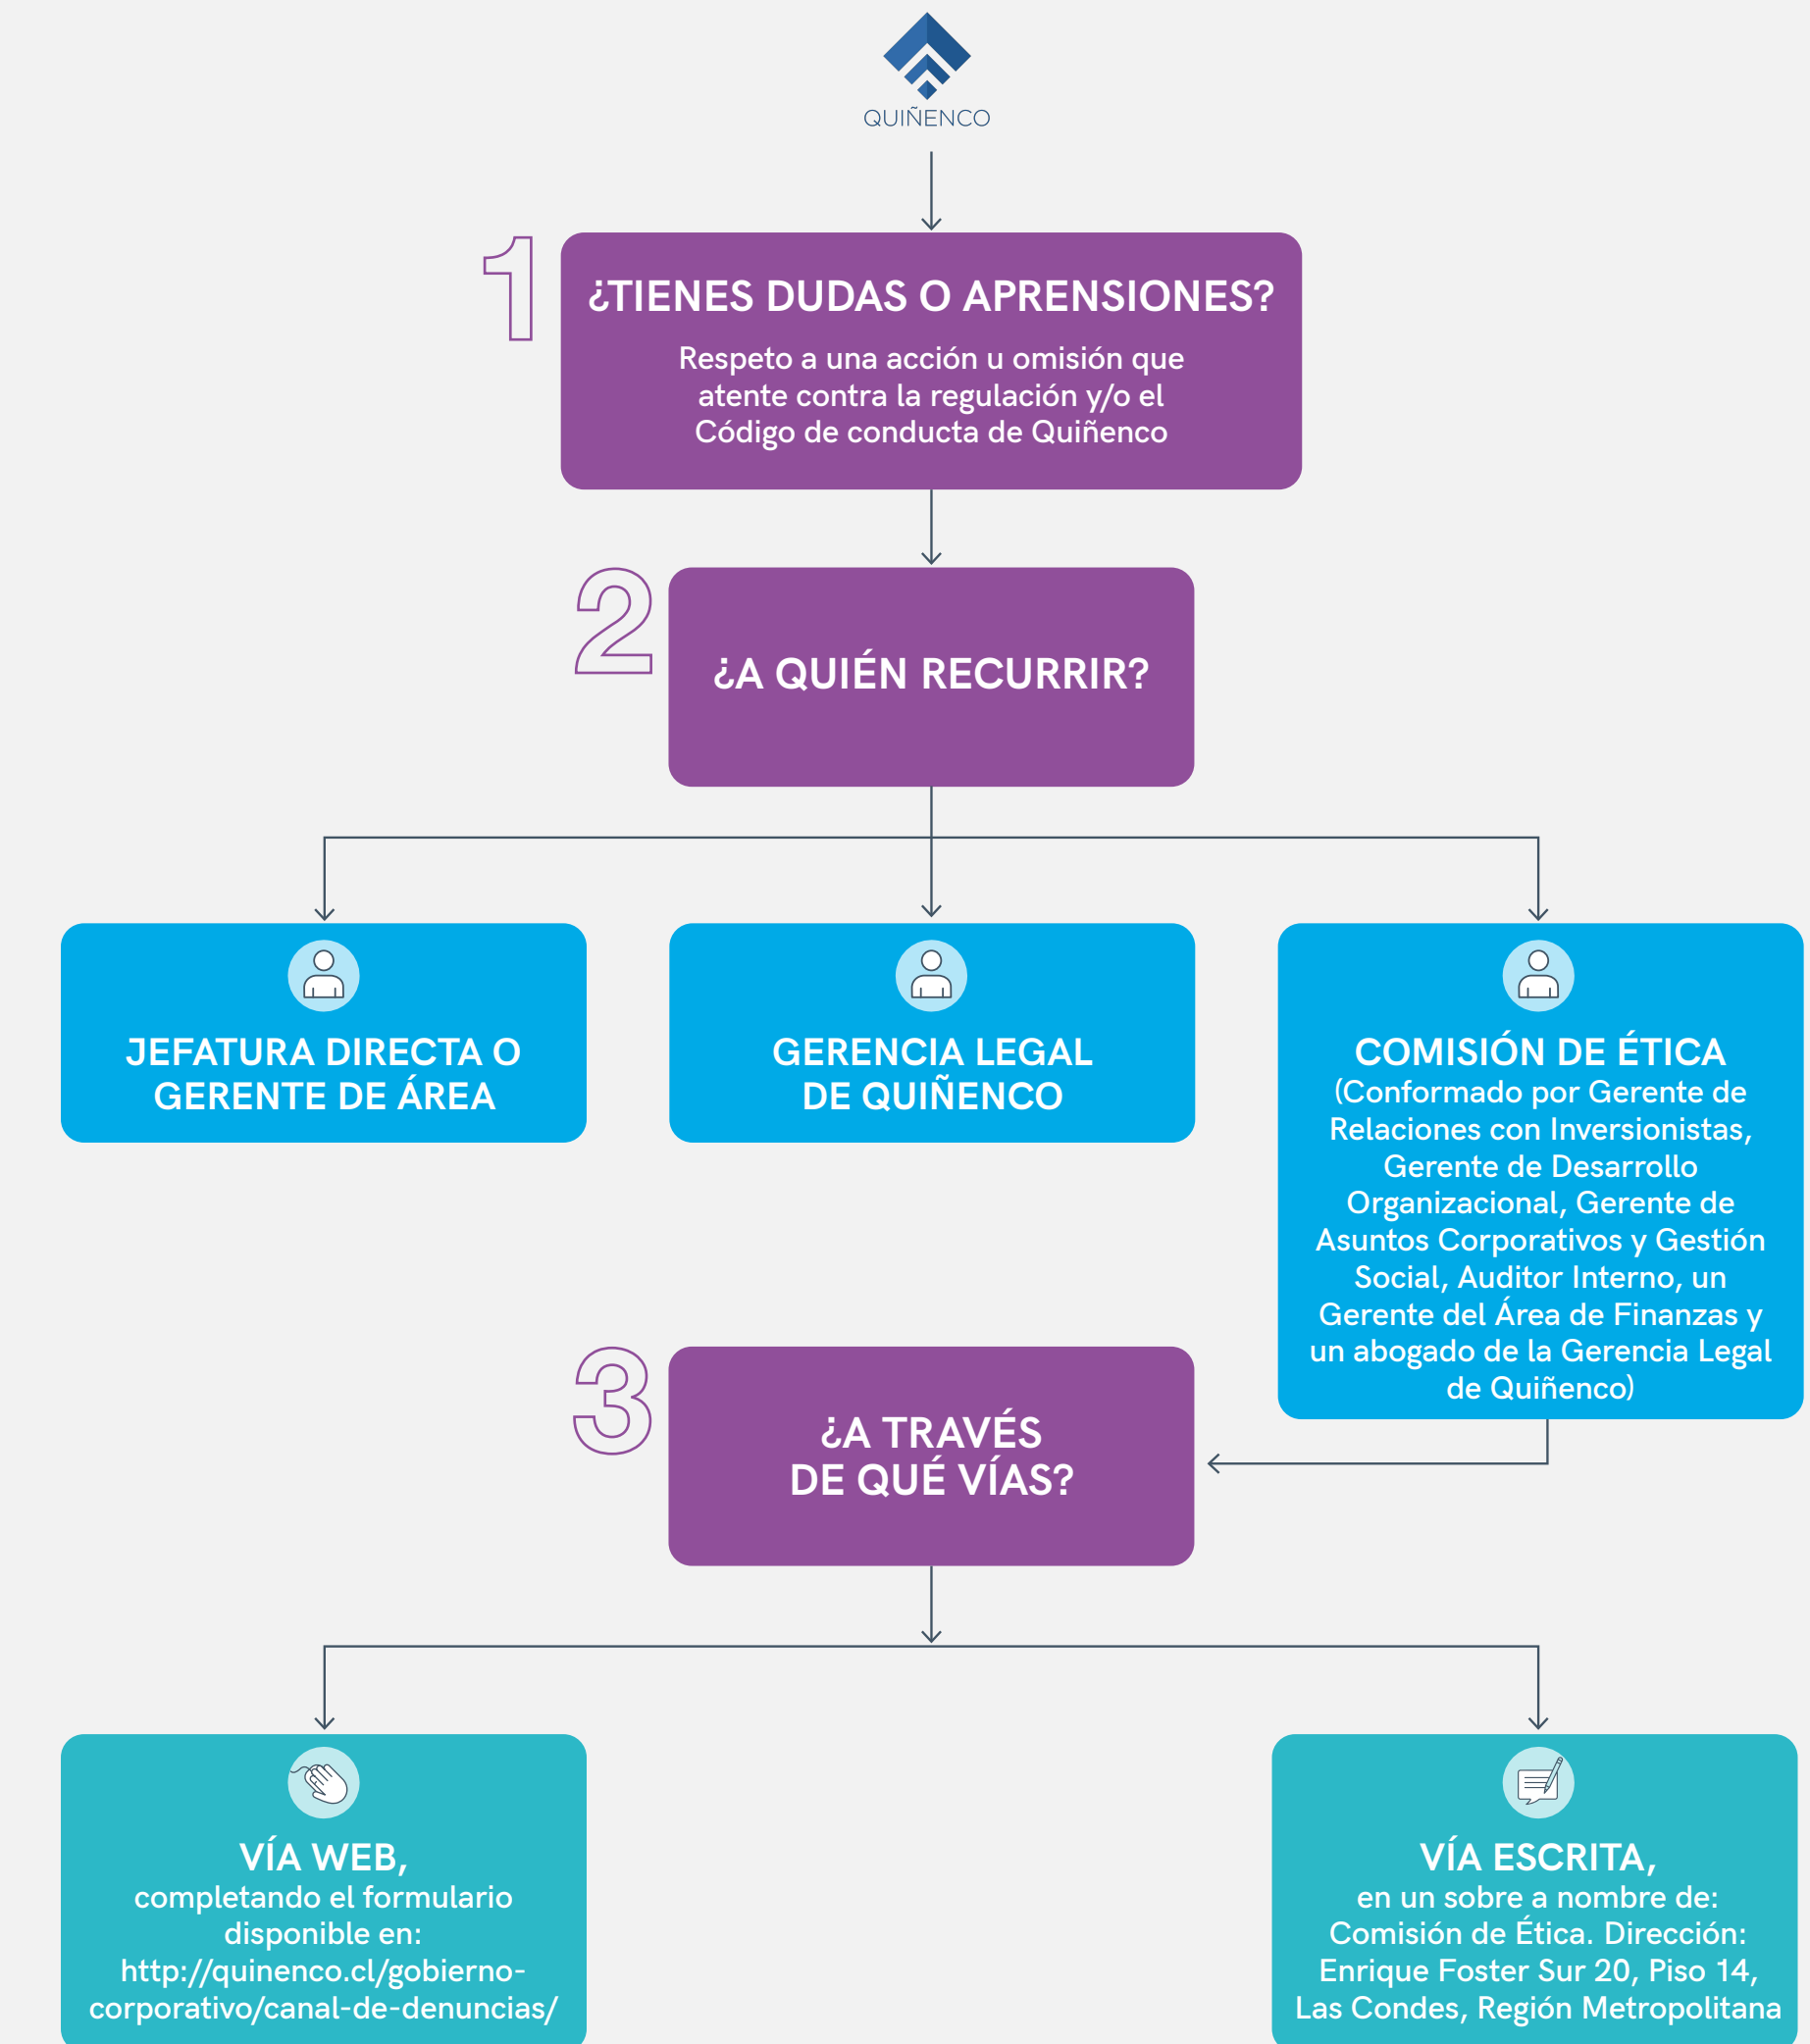 QUIÑENCO
1
¿TIENES DUDAS O APRENSIONES?
Respeto a una acción u omisión que
atente contra la regulación y/o el
Código de conducta de Quiñenco
2
¿A QUIÉN RECURRIR?
JEFATURA DIRECTA O
GERENTE DE ÁREA
GERENCIA LEGAL
DE QUIÑENCO
COMISIÓN DE ÉTICA
(Conformado por Gerente de
Relaciones con Inversionistas,
Gerente de Desarrollo
Organizacional, Gerente de
Asuntos Corporativos y Gestión
Social, Auditor Interno, un
Gerente del Área de Finanzas y
un abogado de la Gerencia Legal
de Quiñenco)
3
¿A TRAVÉS
DE QUÉ VÍAS?
VÍA WEB,
completando el formulario
disponible en:
http://quinenco.cl/gobierno-
corporativo/canal-de-denuncias/
VÍA ESCRITA,
en un sobre a nombre de:
Comisión de Ética. Dirección:
Enrique Foster Sur 20, Piso 14,
Las Condes, Región Metropolitana